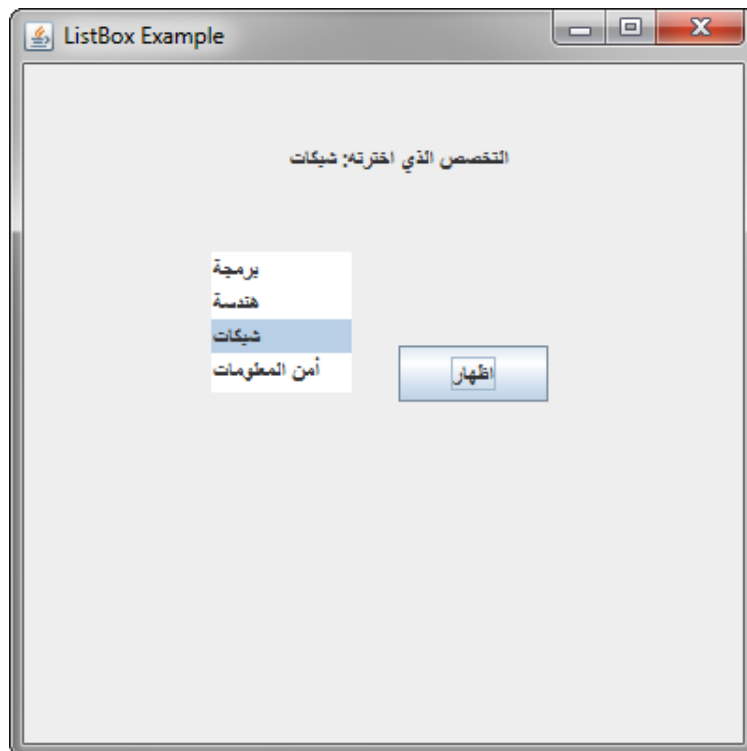 ListBox Example
التخصص الذي اخترته: شبكات
برمجة
هندسة
شبكات
أمن المعلومات
اظهار